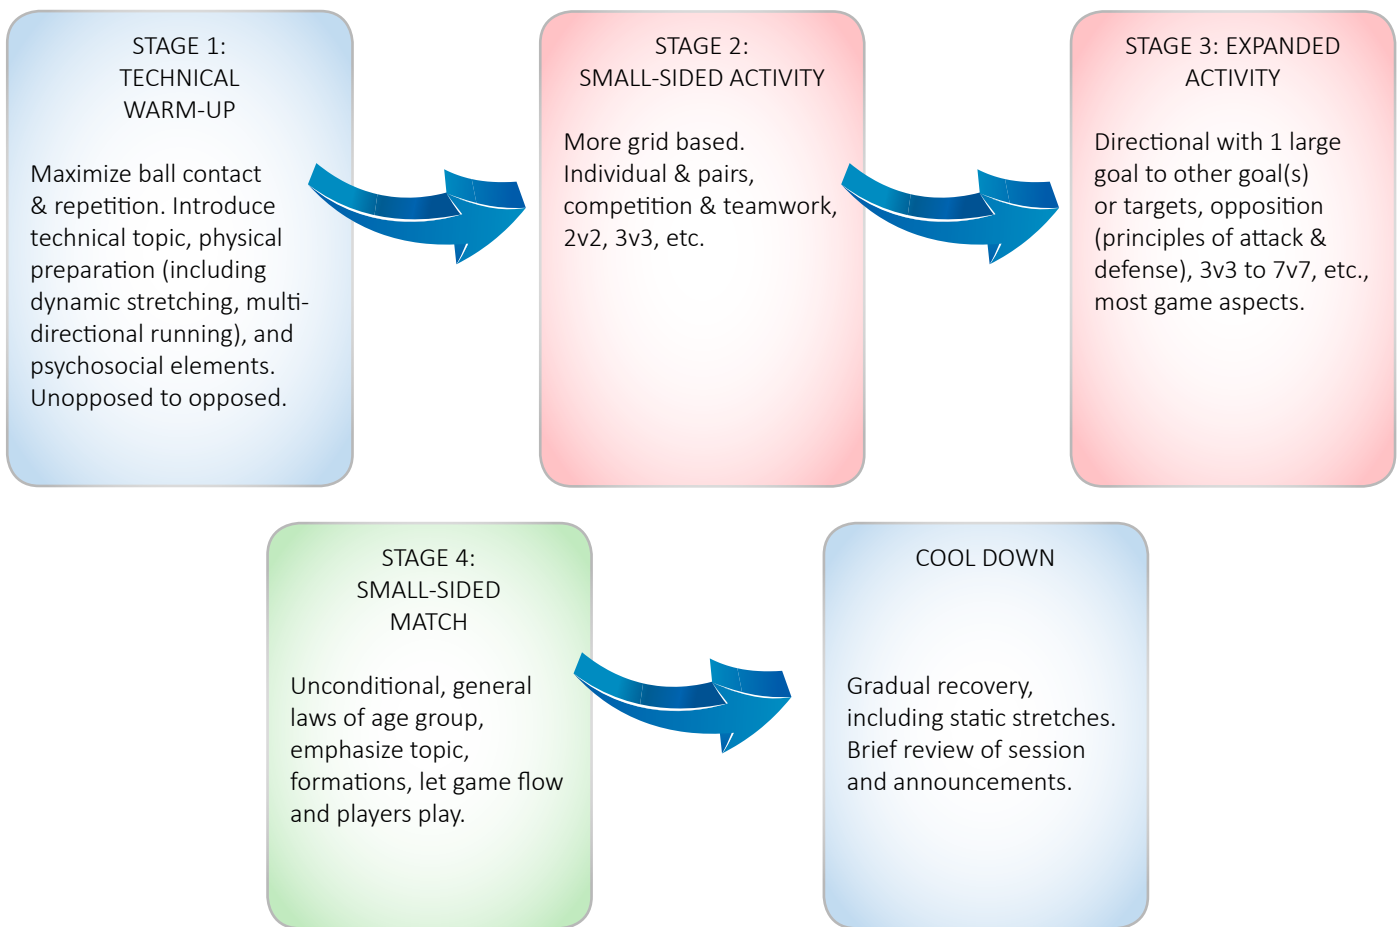 STAGE 1:
TECHNICAL
WARM-UP
Maximize ball contact
& repetition. Introduce
technical topic, physical
preparation (including
dynamic stretching, multi-
directional running), and
psychosocial elements.
Unopposed to opposed.
STAGE 2:
SMALL-SIDED ACTIVITY
More grid based.
Individual & pairs,
competition & teamwork,
2v2, 3v3, etc.
STAGE 3: EXPANDED
ACTIVITY
Directional with 1 large
goal to other goal(s)
or targets, opposition
(principles of attack &
defense), 3v3 to 7v7, etc.,
most game aspects.
STAGE 4:
SMALL-SIDED
MATCH
Unconditional, general
laws of age group,
emphasize topic,
formations, let game flow
and players play.
COOL DOWN
Gradual recovery,
including static stretches.
Brief review of session
and announcements.